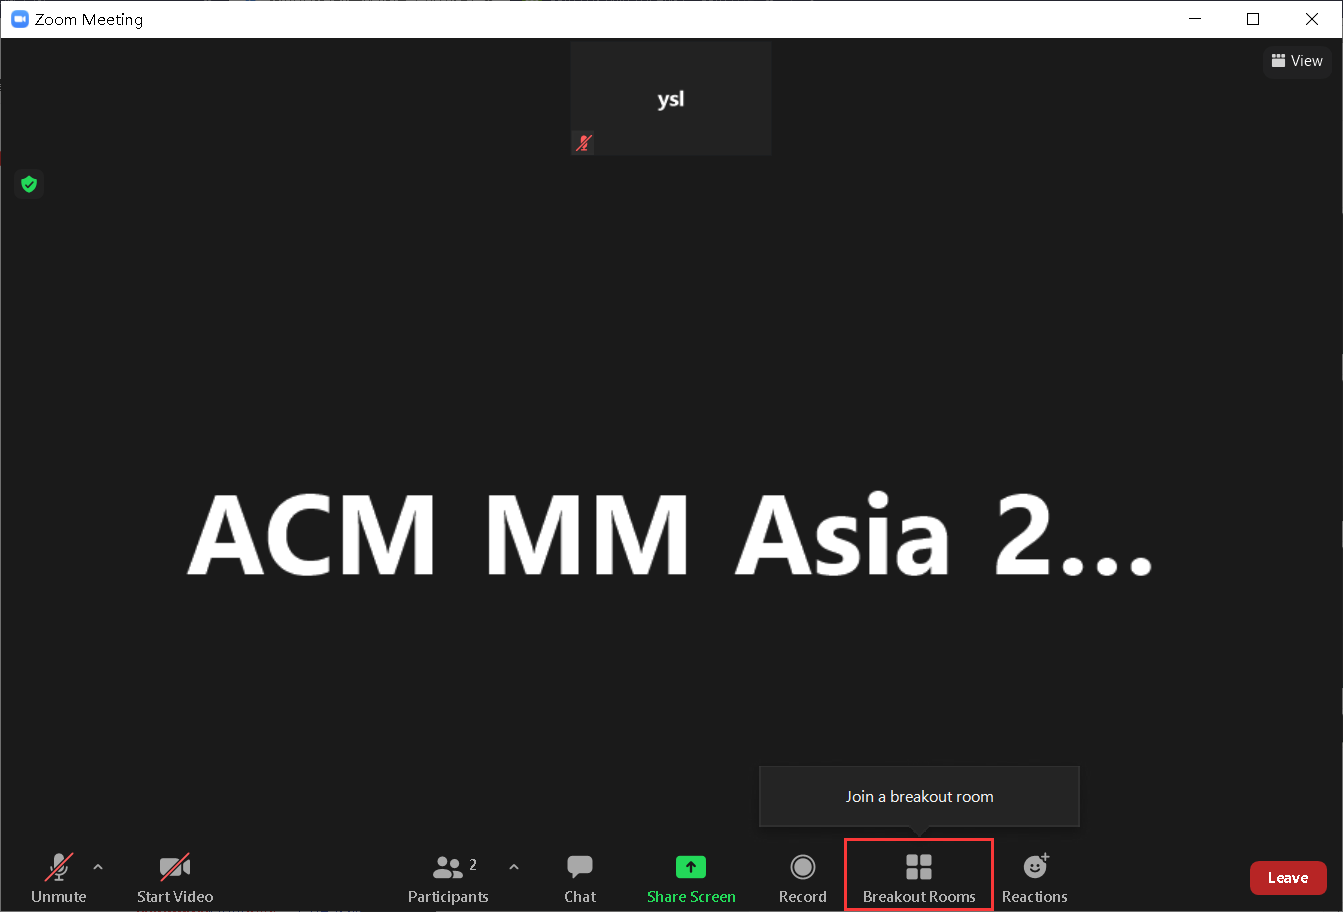 Zoom Meeting
View
ysl
ACM MM Asia 2...
Join a breakout room
2
Unmute
Start Video
Participants
Chat
Share Screen
Record
Breakout Rooms
Reactions
Leave